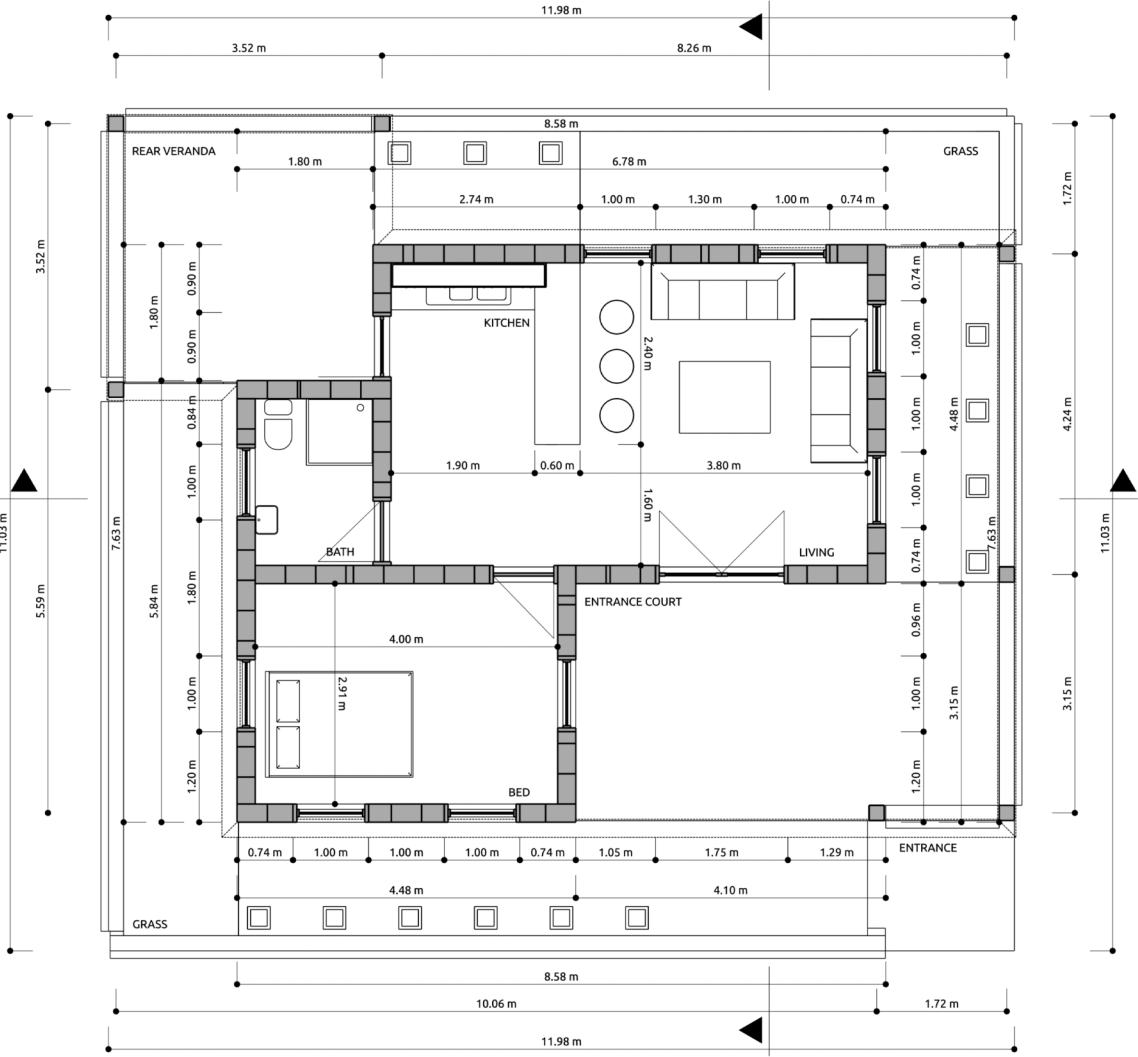 11.98 m
3.52 m
8.26 m
8.58 m
REAR VERANDA
GRASS
1.80 m
6.78 m
1.72 m
2.74 m
1.00 m
1.30 m
1.00 m
0.74 m
3.52 m
0.90 m
1.80 m
0.90 m
0.74 m
KITCHEN
1.00 m
2.40 m
0.84 m
1.00 m
4.48 m
4.24 m
1.90 m
0.60 m
3.80 m
1.00 m
1.00 m
1.60 m
11.03 m
7.63 m
7.63 m
11.03 m
BATH
LIVING
0.74 m
5.59 m
5.84 m
1.80 m
ENTRANCE COURT
0.96 m
4.00 m
2.91 m
1.00 m
1.00 m
3.15 m
3.15 m
1.20 m
BED
1.20 m
ENTRANCE
0.74 m
1.00 m
1.00 m
1.00 m
0.74 m
1.05 m
1.75 m
1.29 m
4.48 m
4.10 m
GRASS
8.58 m
10.06 m
1.72 m
11.98 m